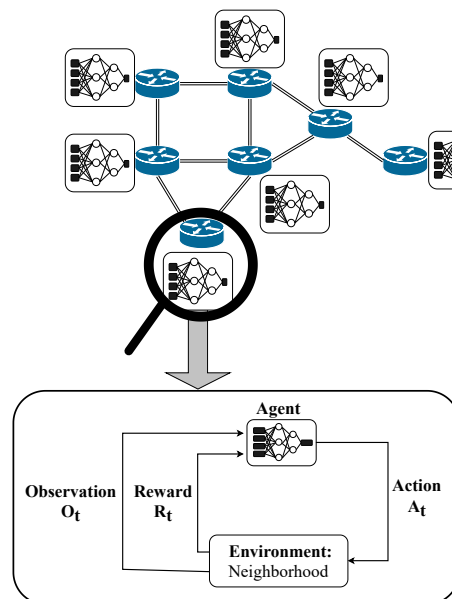 Agent
Observation
Ot
Reward
Rt
Action
At
Environment:
Neighborhood